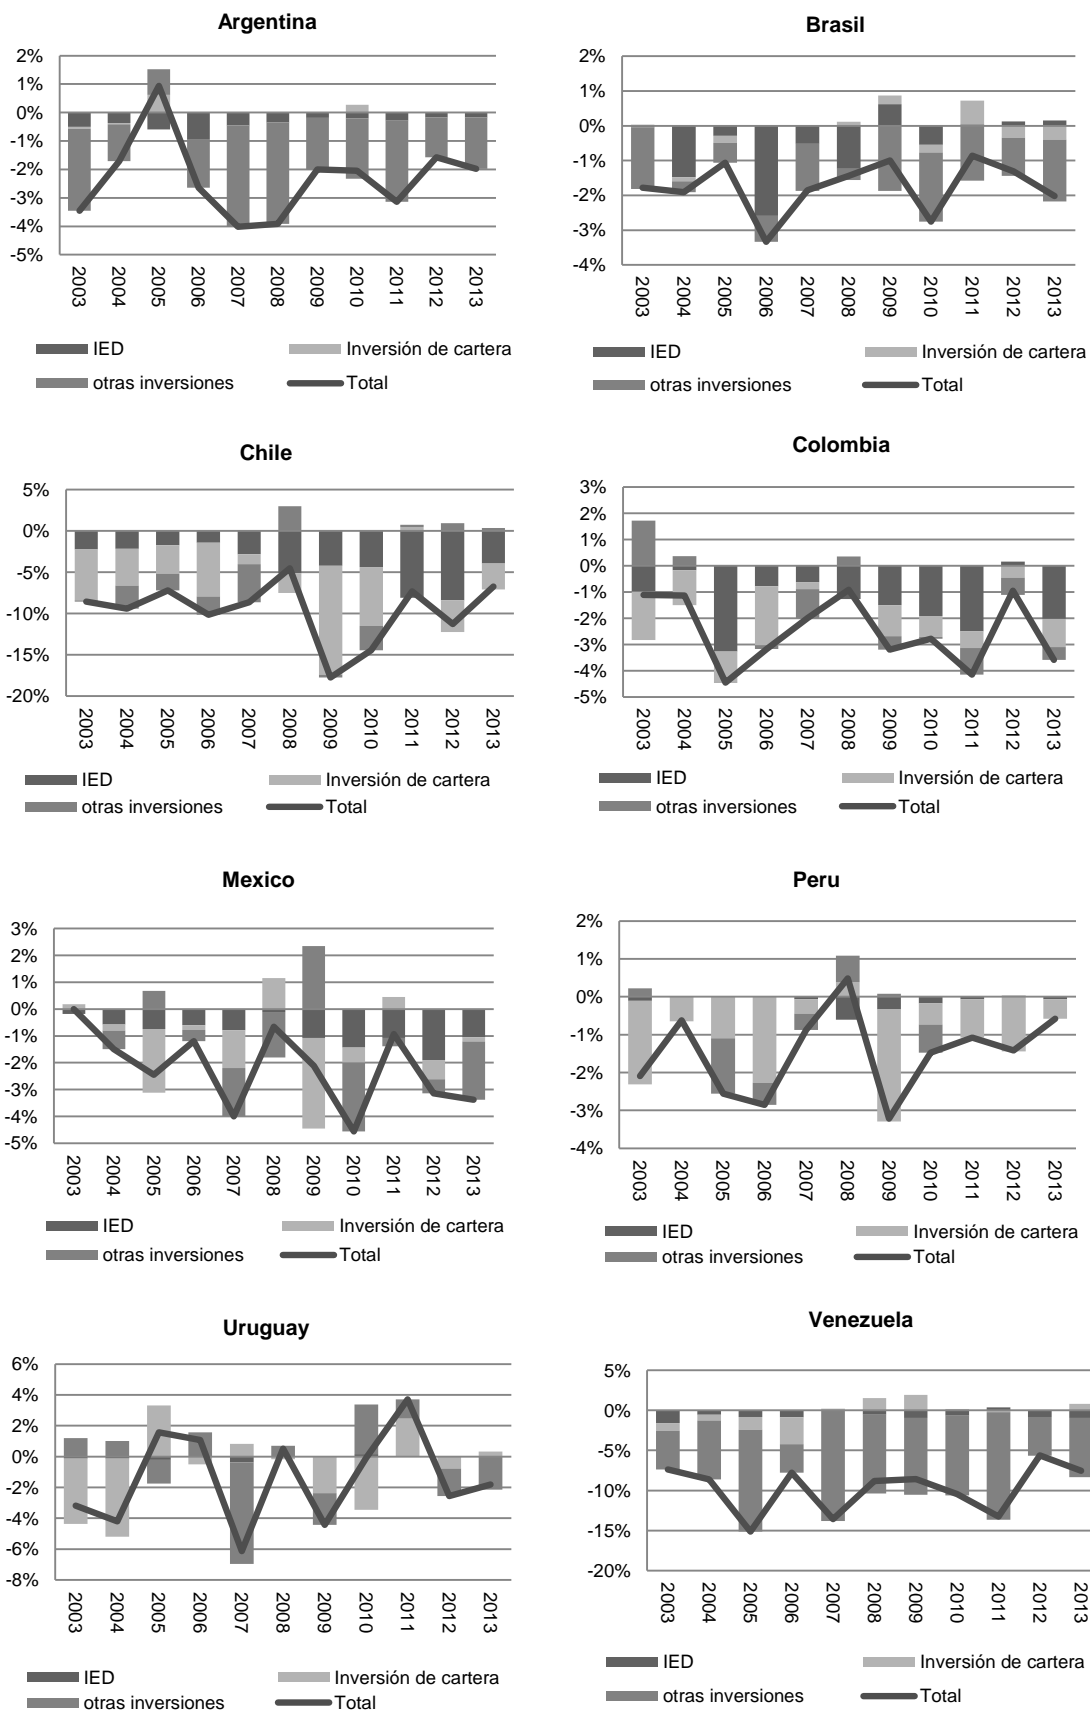 Argentina
2%
1%
0%
-1%
-2%
-3%
-4%
-5%
2003 2004 2005 2006 2007 2008 2009 2010 2011 2012 2013
IED Inversión de cartera
otras inversiones Total
Brasil
2%
1%
0%
-1%
-2%
-3%
-4%
2003 2004 2005 2006 2007 2008 2009 2010 2011 2012 2013
IED Inversión de cartera
otras inversiones Total
Chile
5%
0%
-5%
-10%
-15%
-20%
2003 2004 2005 2006 2007 2008 2009 2010 2011 2012 2013
IED Inversión de cartera
otras inversiones Total
Colombia
3%
2%
1%
0%
-1%
-2%
-3%
-4%
-5%
2003 2004 2005 2006 2007 2008 2009 2010 2011 2012 2013
IED Inversión de cartera
otras inversiones Total
Mexico
3%
2%
1%
0%
-1%
-2%
-3%
-4%
-5%
2003 2004 2005 2006 2007 2008 2009 2010 2011 2012 2013
IED Inversión de cartera
otras inversiones Total
Peru
2%
1%
0%
-1%
-2%
-3%
-4%
2003 2004 2005 2006 2007 2008 2009 2010 2011 2012 2013
IED Inversión de cartera
otras inversiones Total
Uruguay
6%
4%
2%
0%
-2%
-4%
-6%
-8%
2003 2004 2005 2006 2007 2008 2009 2010 2011 2012 2013
IED Inversión de cartera
otras inversiones Total
Venezuela
5%
0%
-5%
-10%
-15%
-20%
2003 2004 2005 2006 2007 2008 2009 2010 2011 2012 2013
IED Inversión de cartera
otras inversiones Total